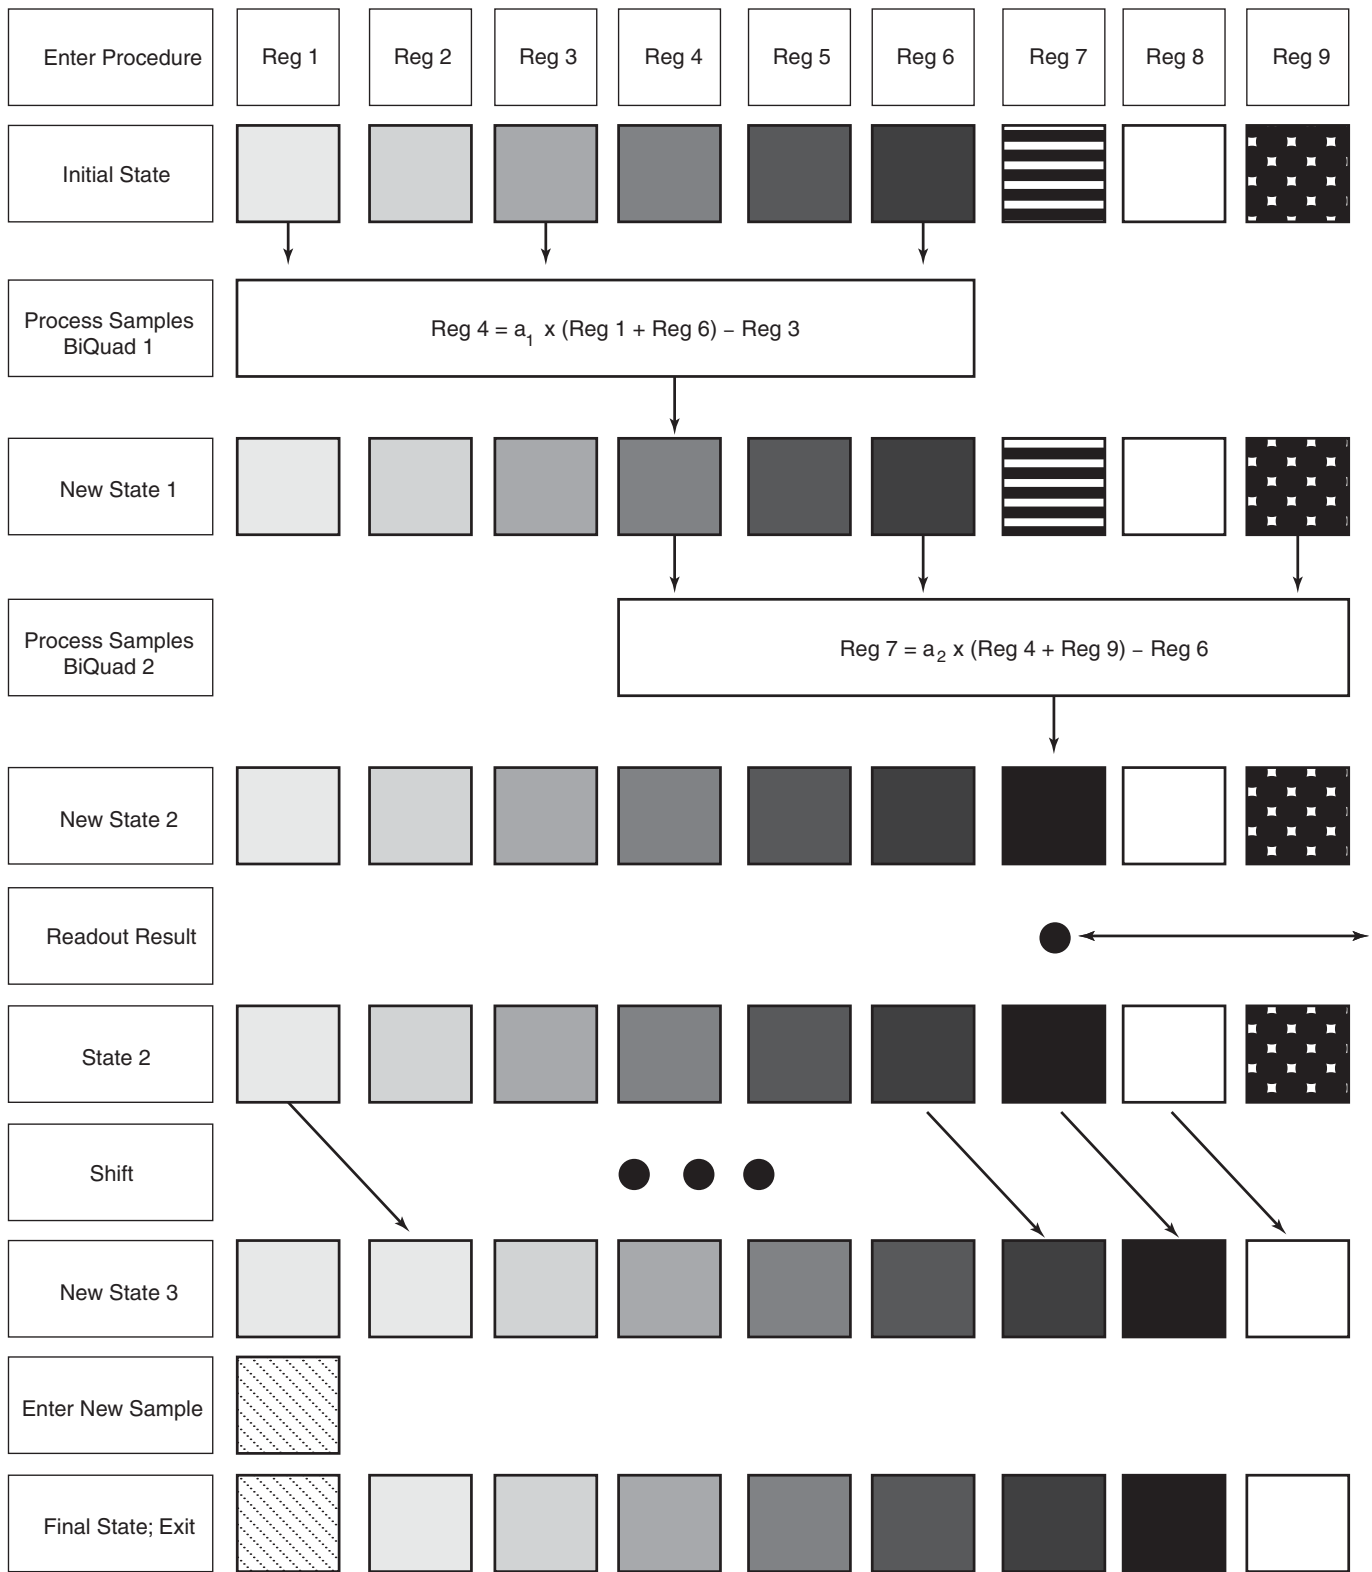 Enter Procedure Reg 1 Reg 2 Reg 3 Reg 4 Reg 5 Reg 6 Reg 7 Reg 8 Reg 9
Initial State
Process Samples
BiQuad 1
Reg 4 = a₁ x (Reg 1 + Reg 6) – Reg 3
New State 1
Process Samples
BiQuad 2
Reg 7 = a₂ x (Reg 4 + Reg 9) – Reg 6
New State 2
Readout Result
State 2
Shift
New State 3
Enter New Sample
Final State; Exit